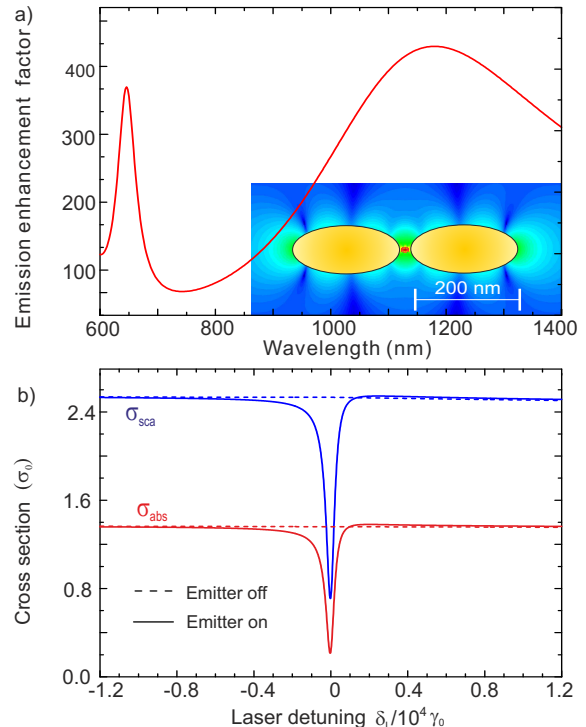 a)
Emission enhancement factor
400
300
200
100
200 nm
600
800
1000
1200
1400
Wavelength (nm)
b)
Cross section (σ₀)
2.4
1.6
0.8
0.0
σsca
σabs
Emitter off
Emitter on
-1.2
-0.8
-0.4
0
0.4
0.8
1.2
Laser detuning δL/10⁴γ₀